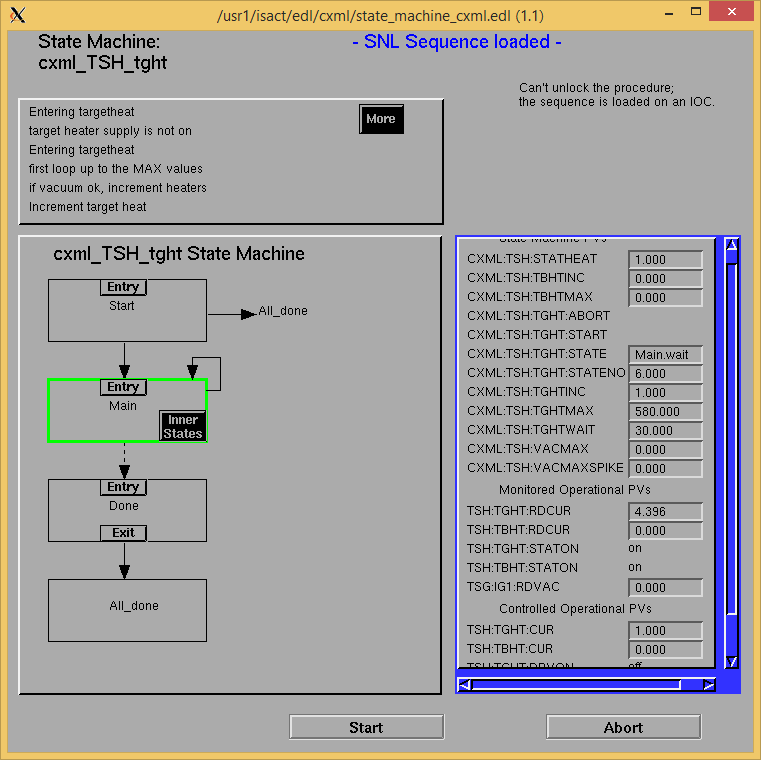 /usr1/isact/edl/cxml/state_machine_cxml.edl (1.1)
State Machine:
- SNL Sequence loaded -
cxml_TSH_tght
Can't unlock the procedure;
the sequence is loaded on an IOC.
Entering targetheat
More
target heater supply is not on
Entering targetheat
first loop up to the MAX values
if vacuum ok, increment heaters
Increment target heat
cxml_TSH_tght State Machine
Entry
Start
All_done
Entry
Main
Inner
States
Entry
Done
Exit
All_done
State Machine PVs
CXML:TSH:STATHEAT 1.000
CXML:TSH:TBHTINC 0.000
CXML:TSH:TBHTMAX 0.000
CXML:TSH:TGHT:ABORT
CXML:TSH:TGHT:START
CXML:TSH:TGHT:STATE Main.wait
CXML:TSH:TGHT:STATENO 6.000
CXML:TSH:TGHTINC 1.000
CXML:TSH:TGHTMAX 580.000
CXML:TSH:TGHTWAIT 30.000
CXML:TSH:VACMAX 0.000
CXML:TSH:VACMAXSPIKE 0.000
Monitored Operational PVs
TSH:TGHT:RDCUR 4.396
TSH:TBHT:RDCUR 0.000
TSH:TGHT:STATON on
TSH:TBHT:STATON on
TSG:IG1:RDVAC 0.000
Controlled Operational PVs
TSH:TGHT:CUR 1.000
TSH:TBHT:CUR 0.000
TSH:TGHT:DRVON off
Start
Abort